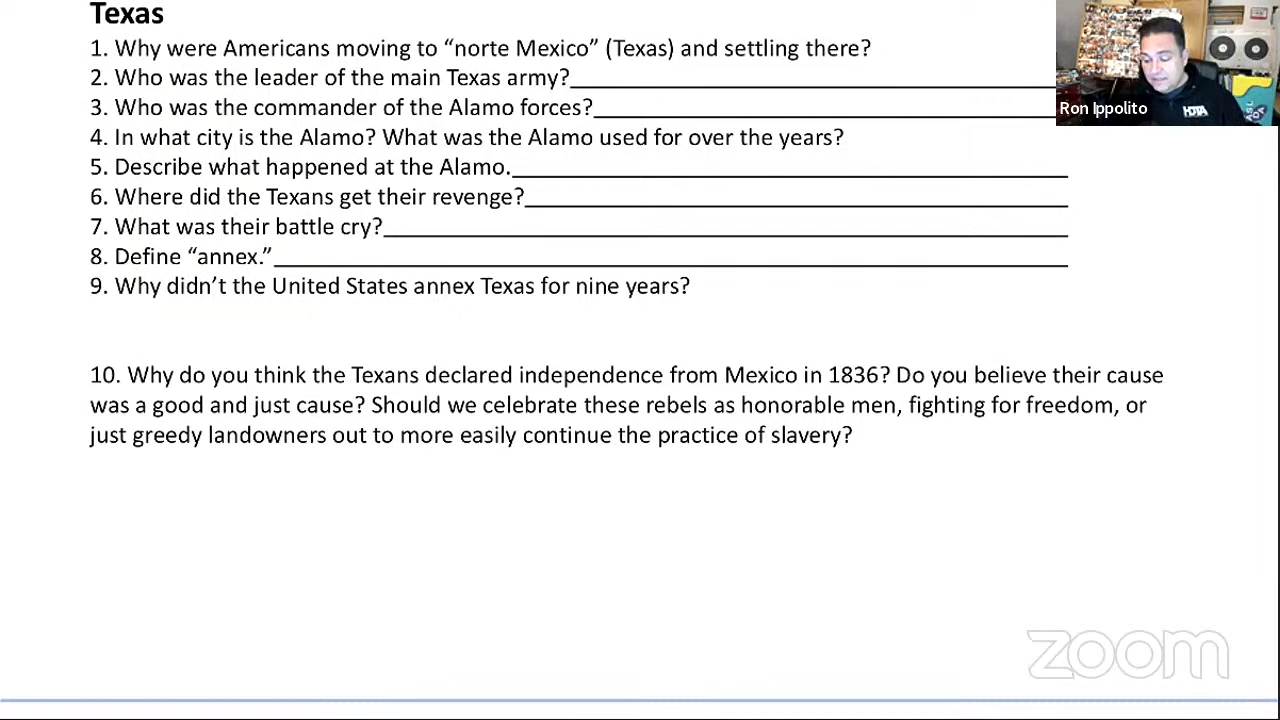 Texas
1. Why were Americans moving to “norte Mexico” (Texas) and settling there?
2. Who was the leader of the main Texas army?
3. Who was the commander of the Alamo forces?
4. In what city is the Alamo? What was the Alamo used for over the years?
5. Describe what happened at the Alamo.
6. Where did the Texans get their revenge?
7. What was their battle cry?
8. Define “annex.”
9. Why didn’t the United States annex Texas for nine years?
10. Why do you think the Texans declared independence from Mexico in 1836? Do you believe their cause
was a good and just cause? Should we celebrate these rebels as honorable men, fighting for freedom, or
just greedy landowners out to more easily continue the practice of slavery?
Ron Ippolito
zoom